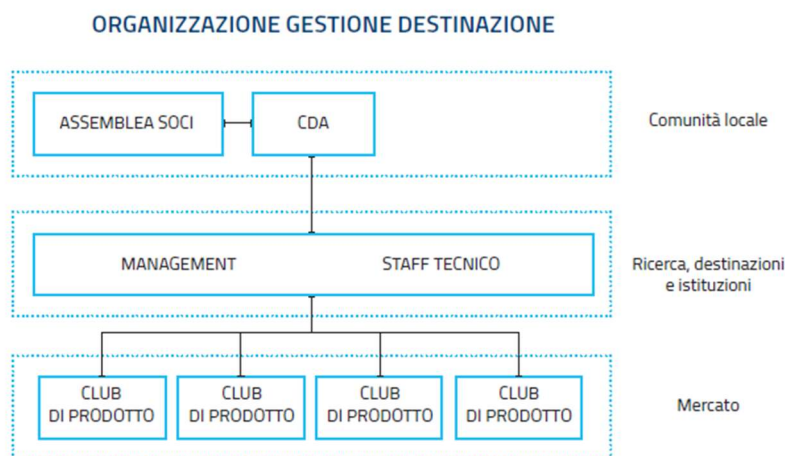 ORGANIZZAZIONE GESTIONE DESTINAZIONE
ASSEMBLEA SOCI
CDA
Comunità locale
MANAGEMENT
STAFF TECNICO
Ricerca, destinazioni
e istituzioni
CLUB
DI PRODOTTO
CLUB
DI PRODOTTO
CLUB
DI PRODOTTO
CLUB
DI PRODOTTO
Mercato